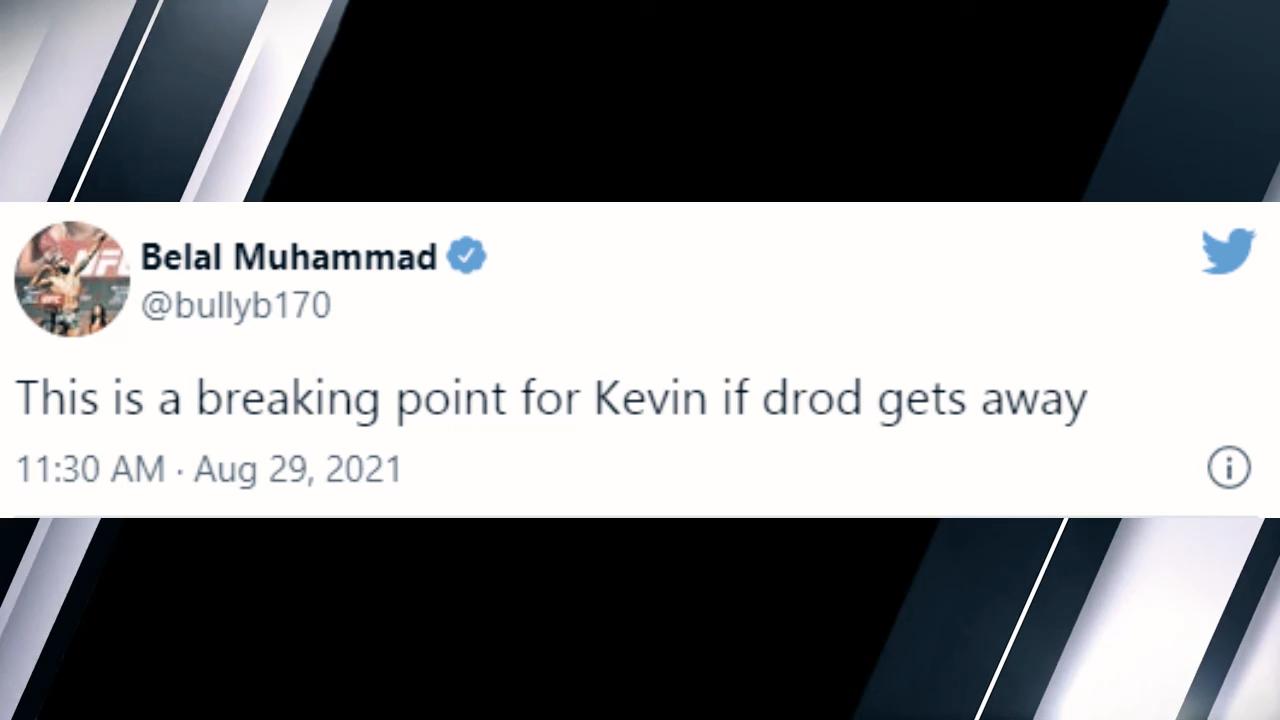 Belal Muhammad
@bullyb170
This is a breaking point for Kevin if drod gets away
11:30 AM · Aug 29, 2021